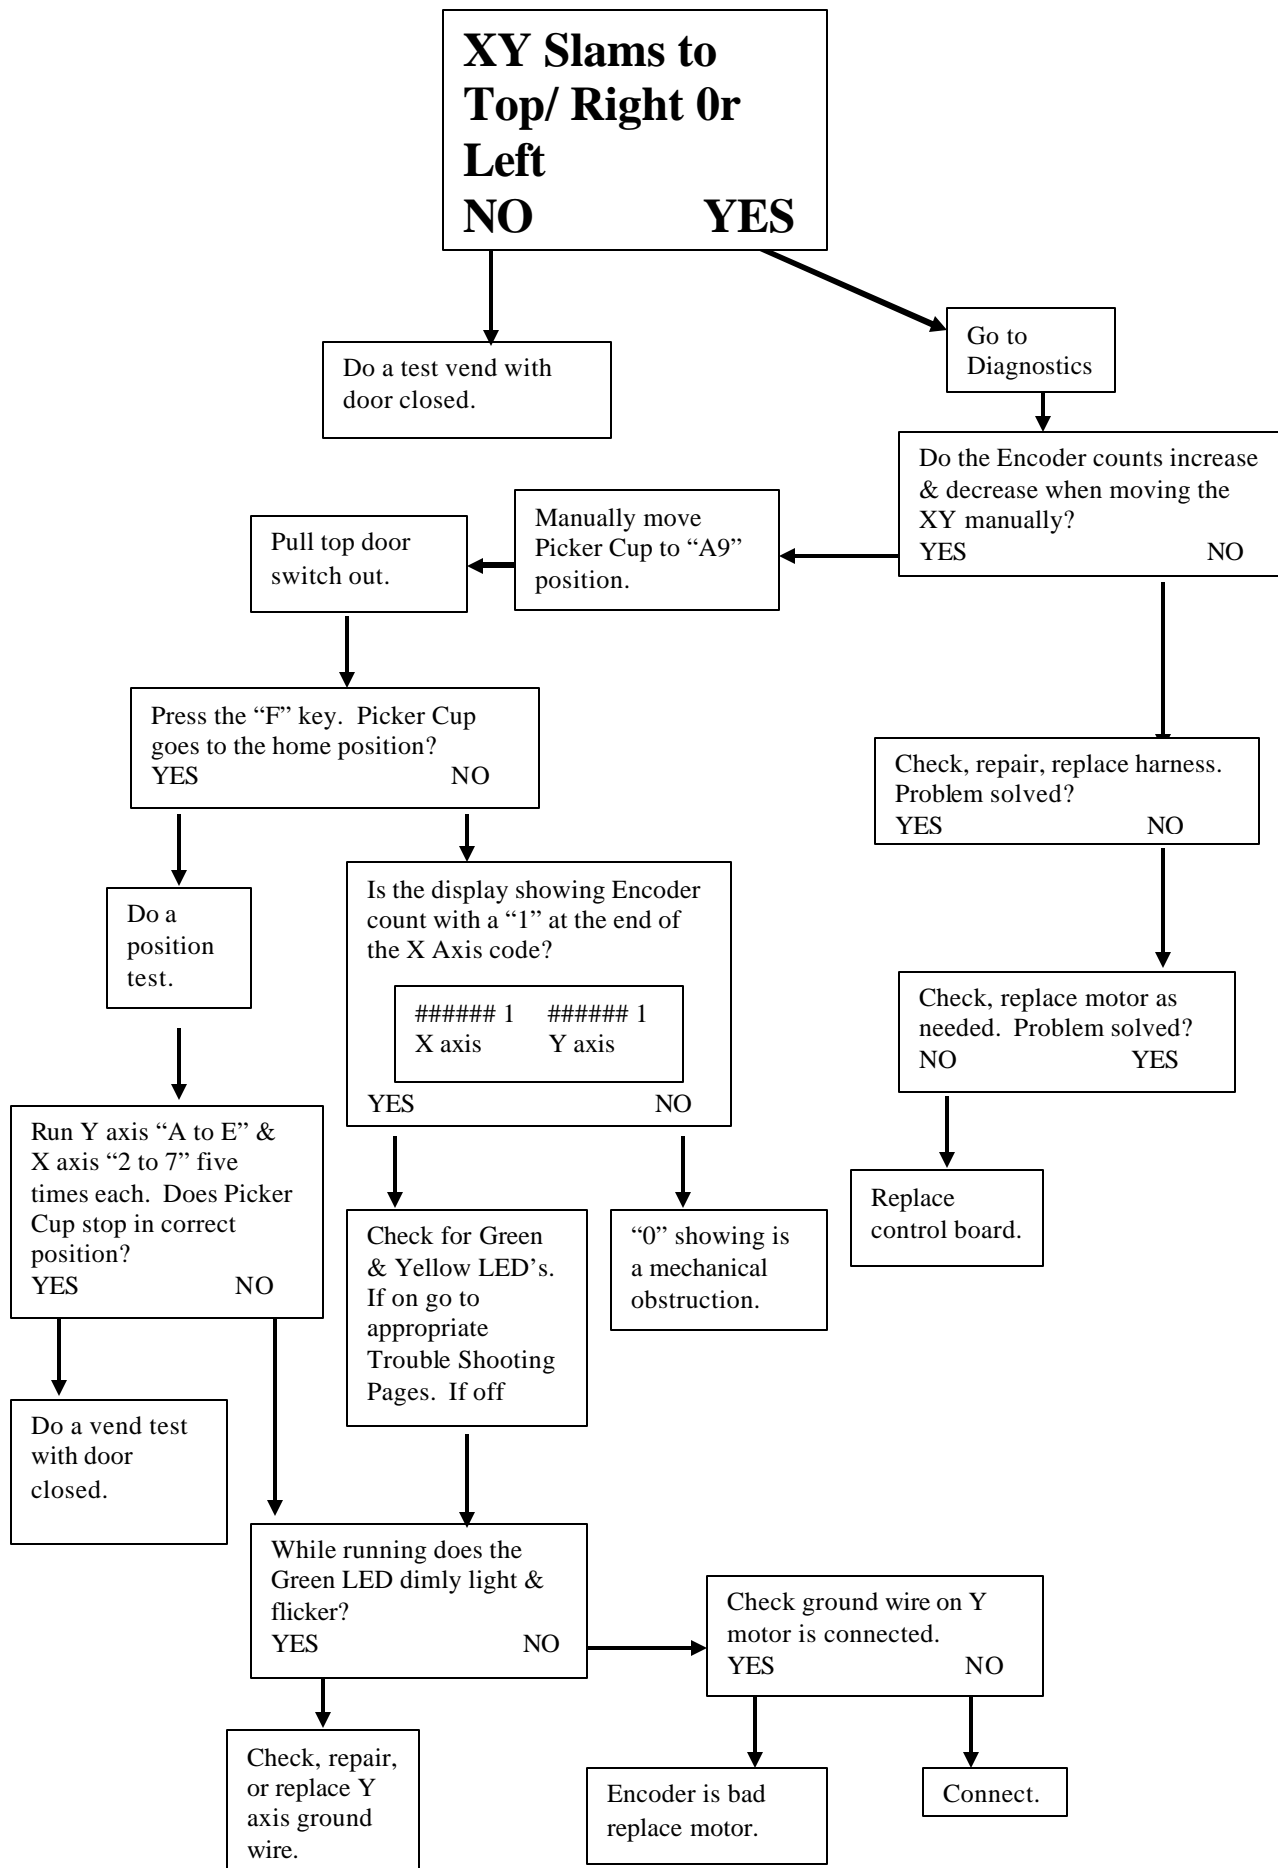 XY Slams to
Top/ Right 0r
Left
NO YES
Do a test vend with
door closed.
Go to
Diagnostics
Do the Encoder counts increase
& decrease when moving the
XY manually?
YES NO
Manually move
Picker Cup to “A9”
position.
Pull top door
switch out.
Press the “F” key. Picker Cup
goes to the home position?
YES NO
Check, repair, replace harness.
Problem solved?
YES NO
Do a
position
test.
Is the display showing Encoder
count with a “1” at the end of
the X Axis code?
###### 1 ###### 1
X axis Y axis
YES NO
Check, replace motor as
needed. Problem solved?
NO YES
Run Y axis “A to E” &
X axis “2 to 7” five
times each. Does Picker
Cup stop in correct
position?
YES NO
Replace
control board.
Check for Green
& Yellow LED’s.
If on go to
appropriate
Trouble Shooting
Pages. If off
“0” showing is
a mechanical
obstruction.
Do a vend test
with door
closed.
While running does the
Green LED dimly light &
flicker?
YES NO
Check ground wire on Y
motor is connected.
YES NO
Check, repair,
or replace Y
axis ground
wire.
Encoder is bad
replace motor.
Connect.